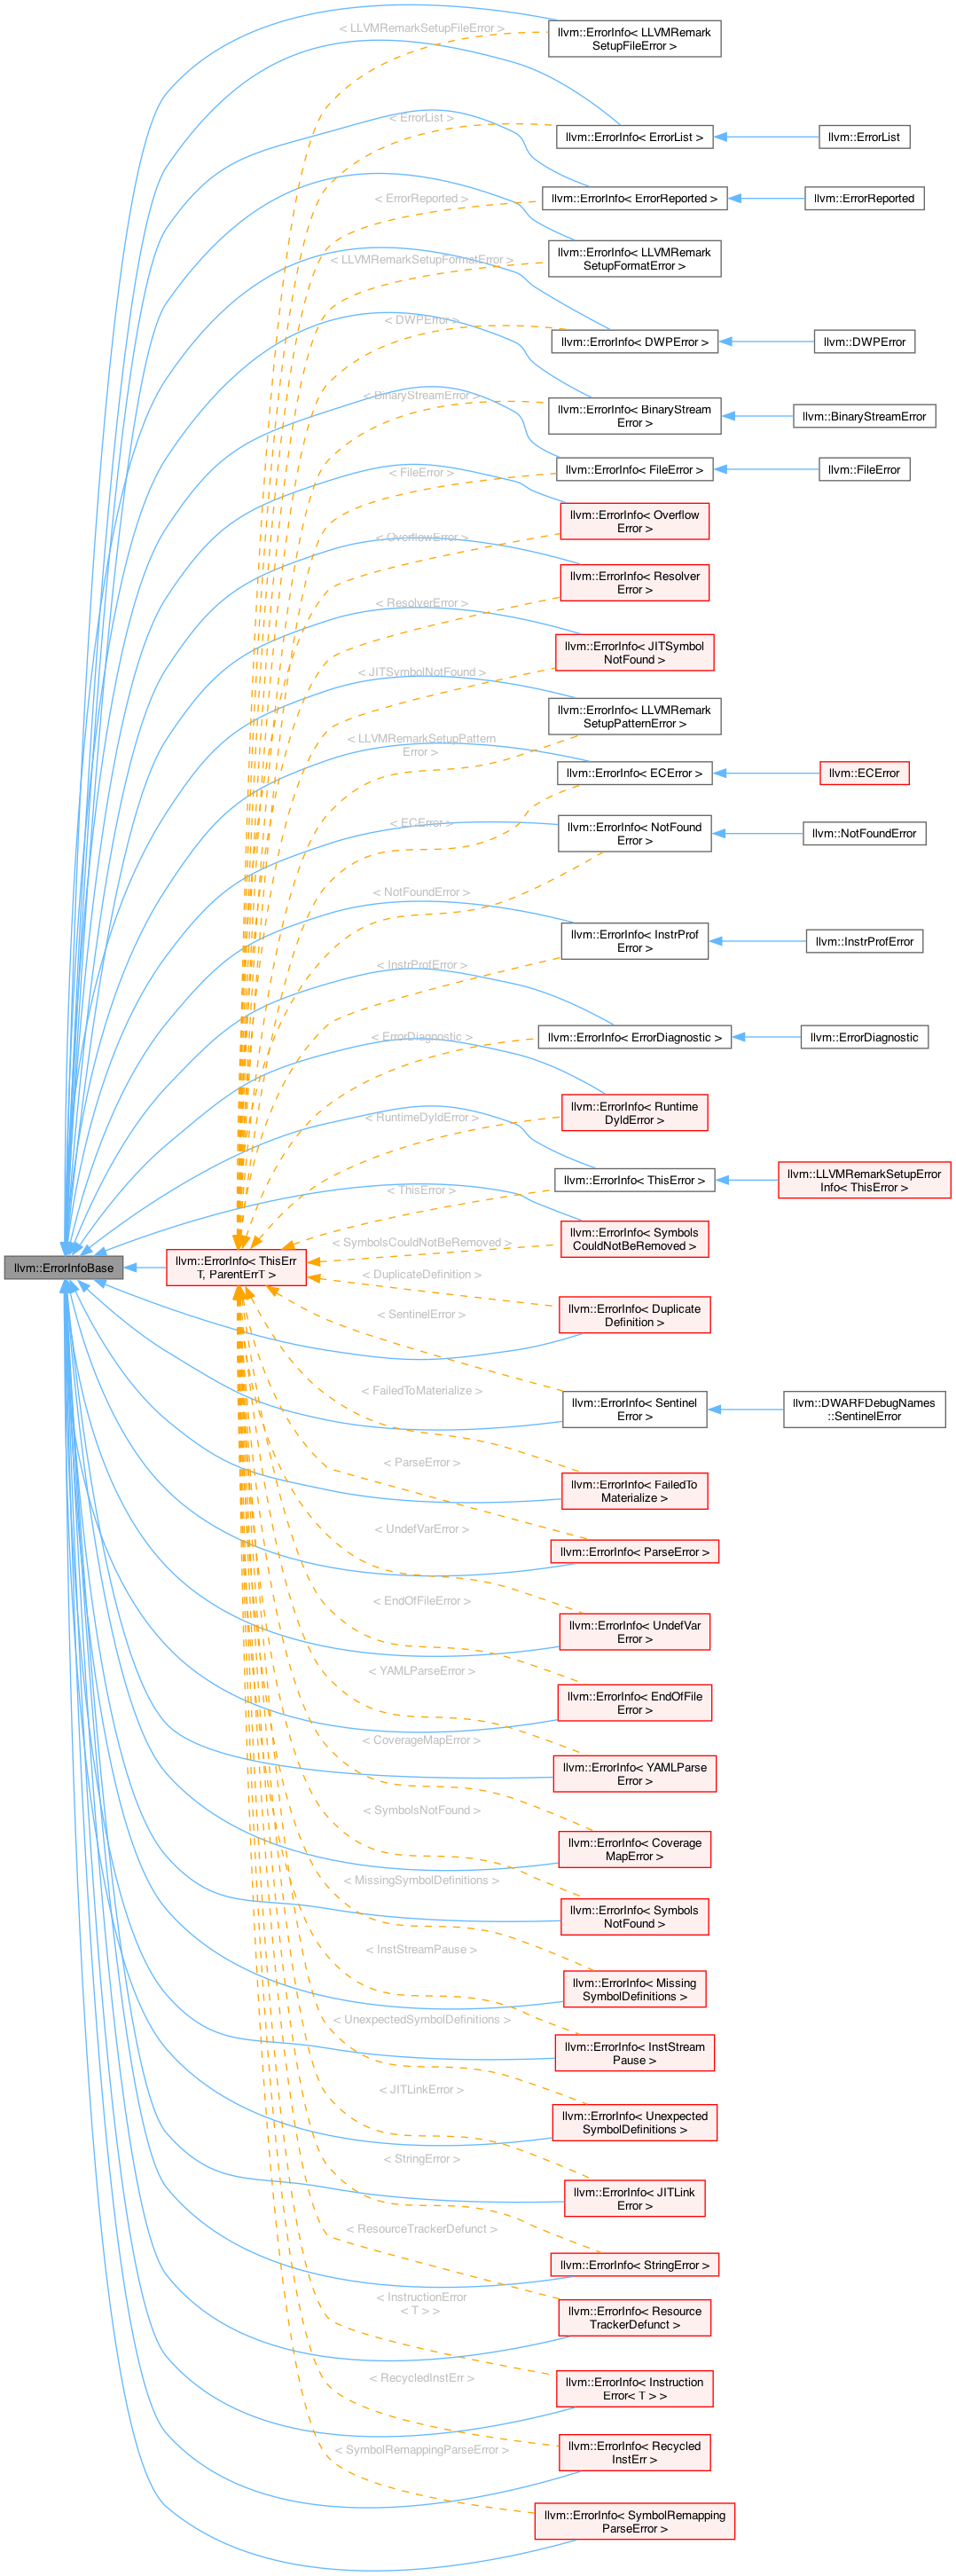 < LLVMRemarkSetupFileError >
llvm::ErrorInfo< LLVMRemark
SetupFileError >
< ErrorList >
llvm::ErrorInfo< ErrorList >
llvm::ErrorList
< ErrorReported >
llvm::ErrorInfo< ErrorReported >
llvm::ErrorReported
< LLVMRemarkSetupFormatError >
llvm::ErrorInfo< LLVMRemark
SetupFormatError >
< DWPError >
llvm::ErrorInfo< DWPError >
llvm::DWPError
< BinaryStreamError >
llvm::ErrorInfo< BinaryStream
Error >
llvm::BinaryStreamError
< FileError >
llvm::ErrorInfo< FileError >
llvm::FileError
llvm::ErrorInfo< Overflow
Error >
< OverflowError >
llvm::ErrorInfo< Resolver
Error >
< ResolverError >
llvm::ErrorInfo< JITSymbol
NotFound >
< JITSymbolNotFound >
llvm::ErrorInfo< LLVMRemark
SetupPatternError >
< LLVMRemarkSetupPattern
Error >
llvm::ErrorInfo< ECError >
llvm::ECError
< ECError >
llvm::ErrorInfo< NotFound
Error >
llvm::NotFoundError
< NotFoundError >
llvm::ErrorInfo< InstrProf
Error >
llvm::InstrProfError
< InstrProfError >
< ErrorDiagnostic >
llvm::ErrorInfo< ErrorDiagnostic >
llvm::ErrorDiagnostic
< RuntimeDyldError >
llvm::ErrorInfo< Runtime
DyldError >
< ThisError >
llvm::ErrorInfo< ThisError >
llvm::LLVMRemarkSetupError
Info< ThisError >
< SymbolsCouldNotBeRemoved >
llvm::ErrorInfo< Symbols
CouldNotBeRemoved >
llvm::ErrorInfoBase
llvm::ErrorInfo< ThisErr
T, ParentErrT >
< DuplicateDefinition >
llvm::ErrorInfo< Duplicate
Definition >
< SentinelError >
llvm::ErrorInfo< Sentinel
Error >
llvm::DWARFDebugNames
::SentinelError
< FailedToMaterialize >
llvm::ErrorInfo< FailedTo
Materialize >
< ParseError >
llvm::ErrorInfo< ParseError >
< UndefVarError >
llvm::ErrorInfo< UndefVar
Error >
< EndOfFileError >
llvm::ErrorInfo< EndOfFile
Error >
< YAMLParseError >
llvm::ErrorInfo< YAMLParse
Error >
< CoverageMapError >
llvm::ErrorInfo< Coverage
MapError >
< SymbolsNotFound >
llvm::ErrorInfo< Symbols
NotFound >
< MissingSymbolDefinitions >
llvm::ErrorInfo< Missing
SymbolDefinitions >
< InstStreamPause >
llvm::ErrorInfo< InstStream
Pause >
< UnexpectedSymbolDefinitions >
llvm::ErrorInfo< Unexpected
SymbolDefinitions >
< JITLinkError >
llvm::ErrorInfo< JITLink
Error >
< StringError >
llvm::ErrorInfo< StringError >
< ResourceTrackerDefunct >
llvm::ErrorInfo< Resource
TrackerDefunct >
< InstructionError
< T > >
llvm::ErrorInfo< Instruction
Error< T > >
< RecycledInstErr >
llvm::ErrorInfo< Recycled
InstErr >
< SymbolRemappingParseError >
llvm::ErrorInfo< SymbolRemapping
ParseError >